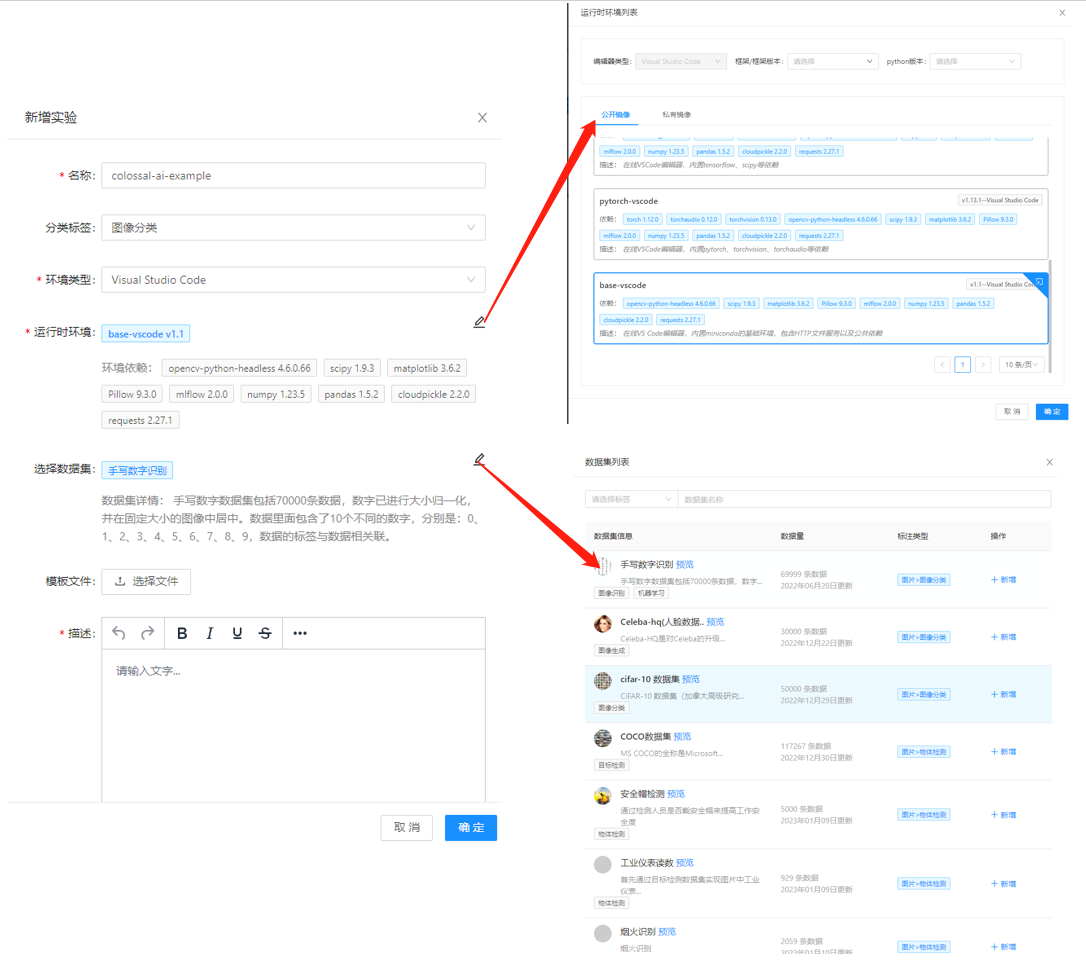 新增实验
* 名称: colossal-ai-example
分类标签: 图像分类
* 环境类型: Visual Studio Code
* 运行时环境: base-vscode v1.1
环境依赖: opencv-python-headless 4.6.0.66 scipy 1.9.3 matplotlib 3.6.2
Pillow 9.3.0 mlflow 2.0.0 numpy 1.23.5 pandas 1.5.2 cloudpickle 2.2.0
requests 2.27.1
选择数据集: 手写数字识别
数据集详情: 手写数字数据集包括70000条数据，数字已进行大小归一化，
并在固定大小的图像中居中。数据里面包含了10个不同的数字，分别是：0、
1、2、3、4、5、6、7、8、9，数据的标签与数据相关联。
模板文件: 选择文件
* 描述: B I U S •••
请输入文字...
取 消 确 定
运行时环境列表
编辑器类型: Visual Studio Code 框架/框架版本: 请选择 python版本: 请选择
公开镜像 私有镜像
mlflow 2.0.0 numpy 1.23.5 pandas 1.5.2 cloudpickle 2.2.0 requests 2.27.1
描述: 在线VSCode编辑器，内置tensorflow、scipy等依赖
pytorch-vscode v1.13.1--Visual Studio Code
依赖: torch 1.12.0 torchaudio 0.12.0 torchvision 0.13.0 opencv-python-headless 4.6.0.66 scipy 1.9.3 matplotlib 3.6.2 Pillow 9.3.0
mlflow 2.0.0 numpy 1.23.5 pandas 1.5.2 cloudpickle 2.2.0 requests 2.27.1
描述: 在线VSCode编辑器，内置pytorch、torchvision、torchaudio等依赖
base-vscode v1.1--Visual Studio Code
依赖: opencv-python-headless 4.6.0.66 scipy 1.9.3 matplotlib 3.6.2 Pillow 9.3.0 mlflow 2.0.0 numpy 1.23.5 pandas 1.5.2
cloudpickle 2.2.0 requests 2.27.1
描述: 在线VS Code编辑器，内置miniconda的基础环境，包含HTTP文件服务以及公共依赖
< 1 > 10 条/页
取 消 确 定
数据集列表
请选择标签 数据集名称
数据集信息 数据量 标注类型 操作
手写数字识别 预览
手写数字数据集包括70000条数据，数字...
图像识别 机器学习
69999 条数据
2022年06月20日更新
图片>图像分类
+ 新增
Celeba-hq(人脸数据.. 预览
Celeba-HQ是对Celeba的升级...
图像生成
30000 条数据
2022年12月22日更新
图片>图像分类
+ 新增
cifar-10 数据集 预览
CIFAR-10 数据集（加拿大高级研究...
图像分类
50000 条数据
2022年12月29日更新
图片>图像分类
+ 新增
COCO数据集 预览
MS COCO的全称是Microsoft...
目标检测
117267 条数据
2022年12月30日更新
图片>物体检测
+ 新增
安全帽检测 预览
通过检测人员是否戴安全帽来提高工作安
全度
物体检测
5000 条数据
2023年01月09日更新
图片>物体检测
+ 新增
工业仪表读数 预览
首先通过目标检测数据集实现图片中工业
仪表...
物体检测
929 条数据
2023年01月09日更新
图片>物体检测
+ 新增
烟火识别 预览
烟火识别
2059 条数据
2022年01月10日更新
图片>物体检测
+ 新增